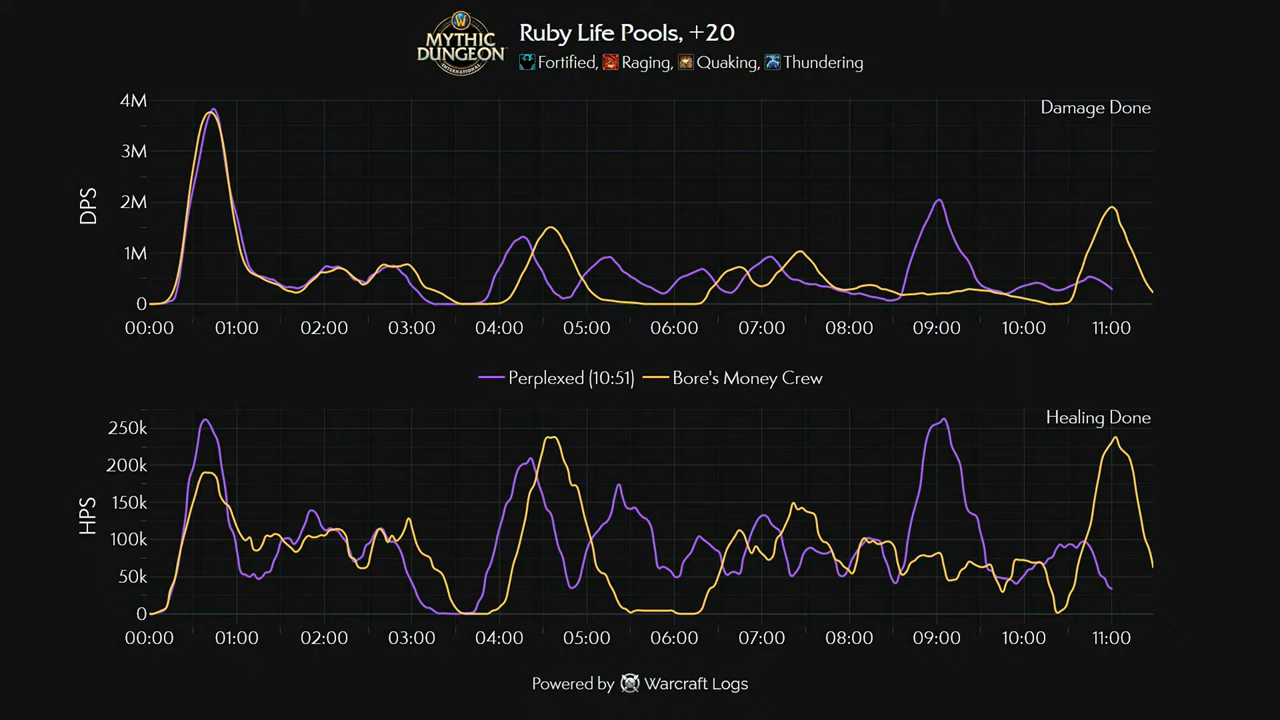 MYTHIC
DUNGEON
INTERNATIONAL
Ruby Life Pools, +20
Fortified, Raging, Quaking, Thundering
Damage Done
DPS
4M
3M
2M
1M
0
00:00 01:00 02:00 03:00 04:00 05:00 06:00 07:00 08:00 09:00 10:00 11:00
Perplexed (10:51) Bore's Money Crew
Healing Done
HPS
250k
200k
150k
100k
50k
0
00:00 01:00 02:00 03:00 04:00 05:00 06:00 07:00 08:00 09:00 10:00 11:00
Powered by Warcraft Logs